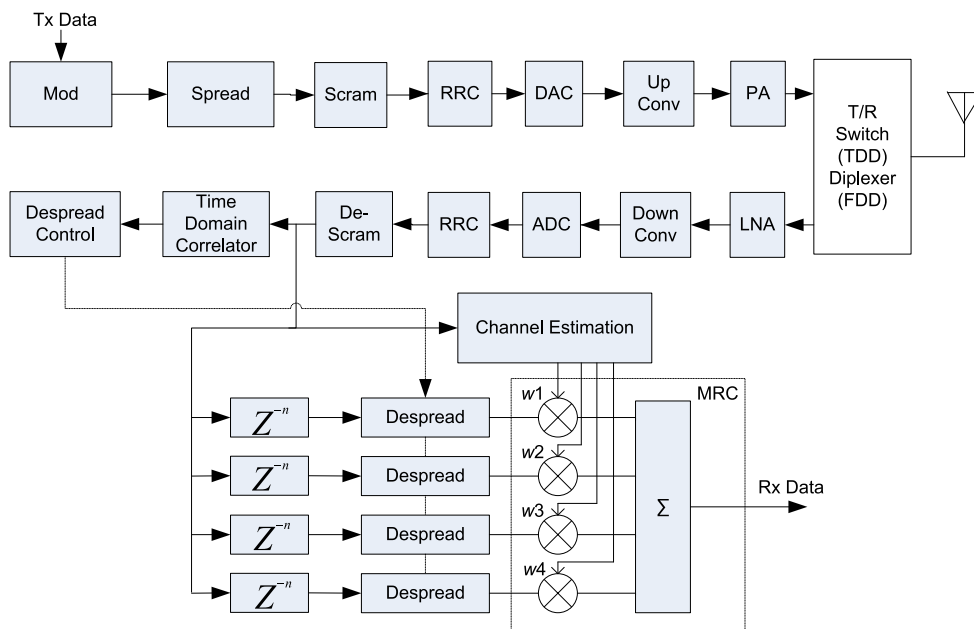 Tx Data
Mod
Spread
Scram
RRC
DAC
Up
Conv
PA
T/R
Switch
(TDD)
Diplexer
(FDD)
Despread
Control
Time
Domain
Correlator
De-
Scram
RRC
ADC
Down
Conv
LNA
Channel Estimation
MRC
w1
Z⁻ⁿ
Despread
w2
Z⁻ⁿ
Despread
w3
Z⁻ⁿ
Despread
w4
Z⁻ⁿ
Despread
Σ
Rx Data